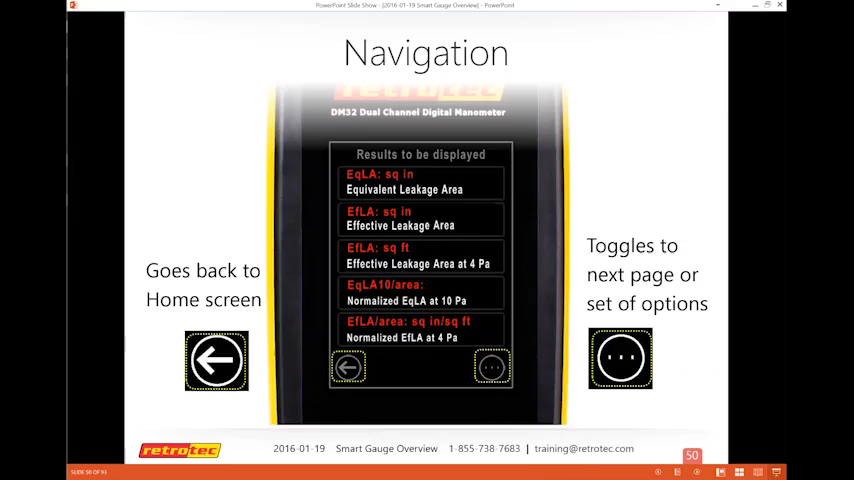 PowerPoint Slide Show - [2016-01-19 Smart Gauge Overview] - PowerPoint
Navigation
retrotec
DM32 Dual Channel Digital Manometer
Results to be displayed
EqLA: sq in
Equivalent Leakage Area
EfLA: sq in
Effective Leakage Area
EfLA: sq ft
Effective Leakage Area at 4 Pa
EqLA10/area:
Normalized EqLA at 10 Pa
EfLA/area: sq in/sq ft
Normalized EfLA at 4 Pa
Goes back to
Home screen
Toggles to
next page or
set of options
retrotec
2016-01-19 Smart Gauge Overview 1-855-738-7683 | training@retrotec.com
50
SLIDE 50 OF 93